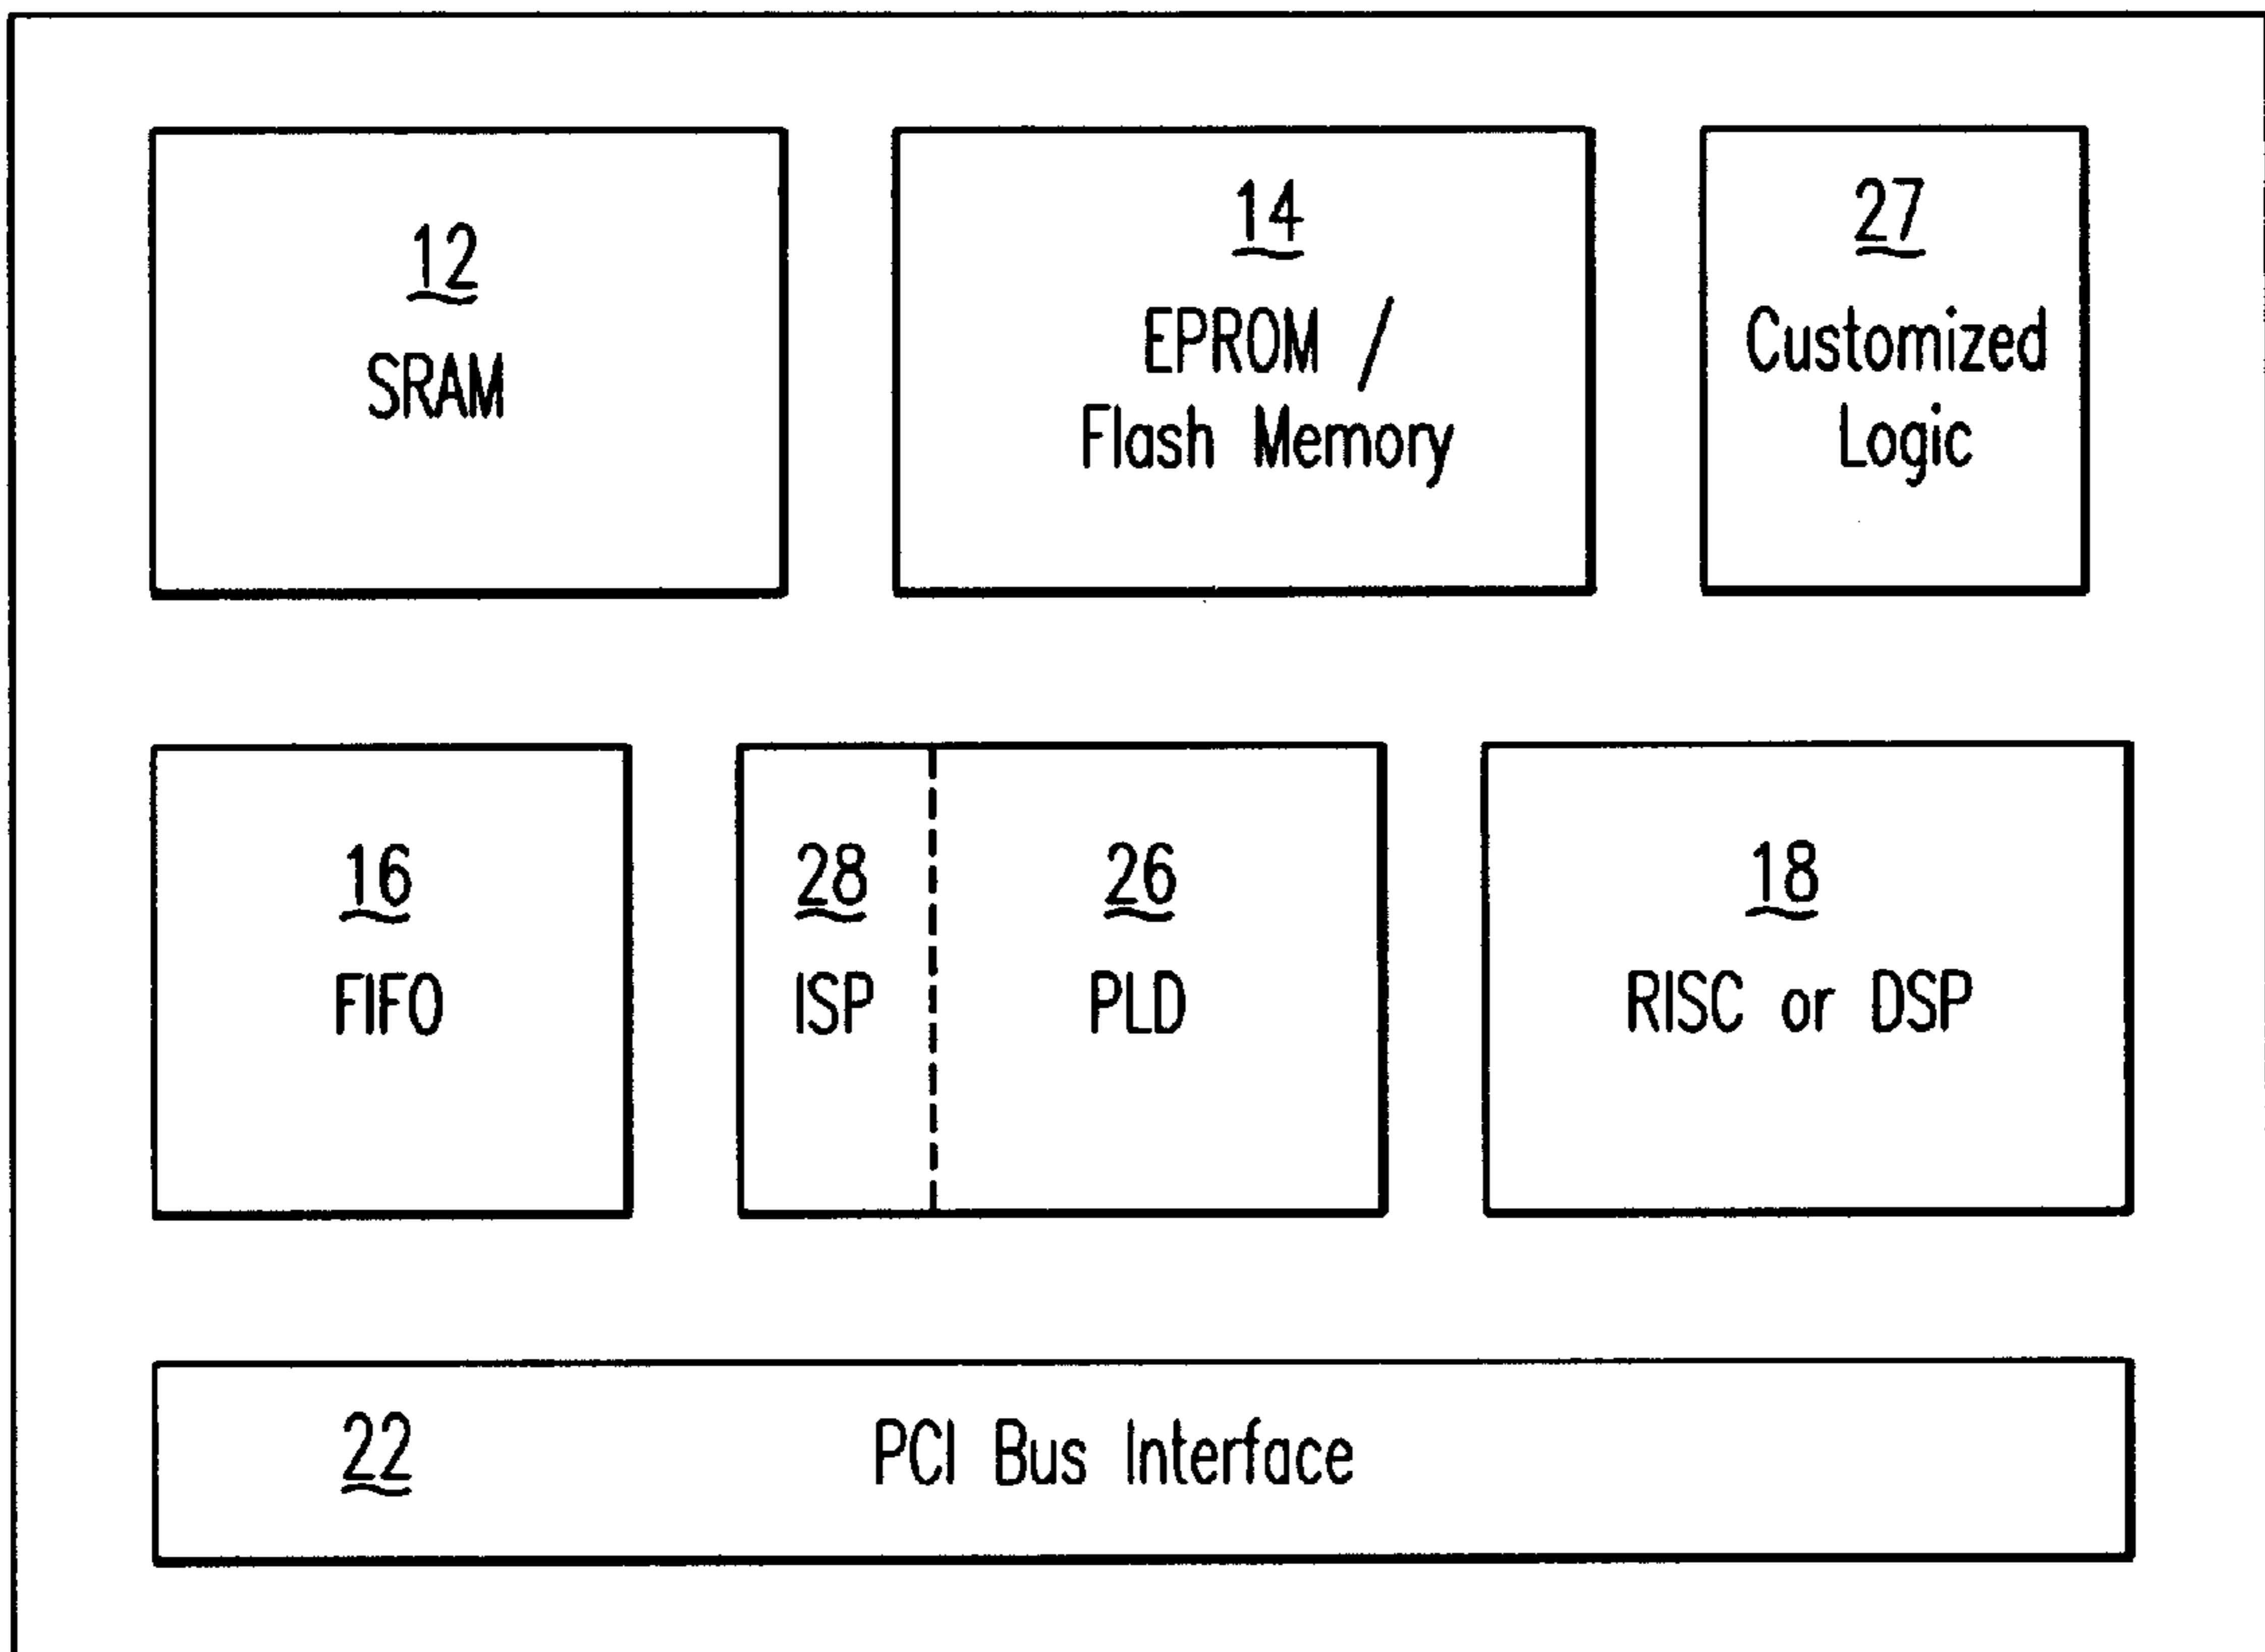 12
SRAM
14
EPROM /
Flash Memory
27
Customized
Logic
16
FIFO
28
ISP
26
PLD
18
RISC or DSP
22 PCI Bus Interface